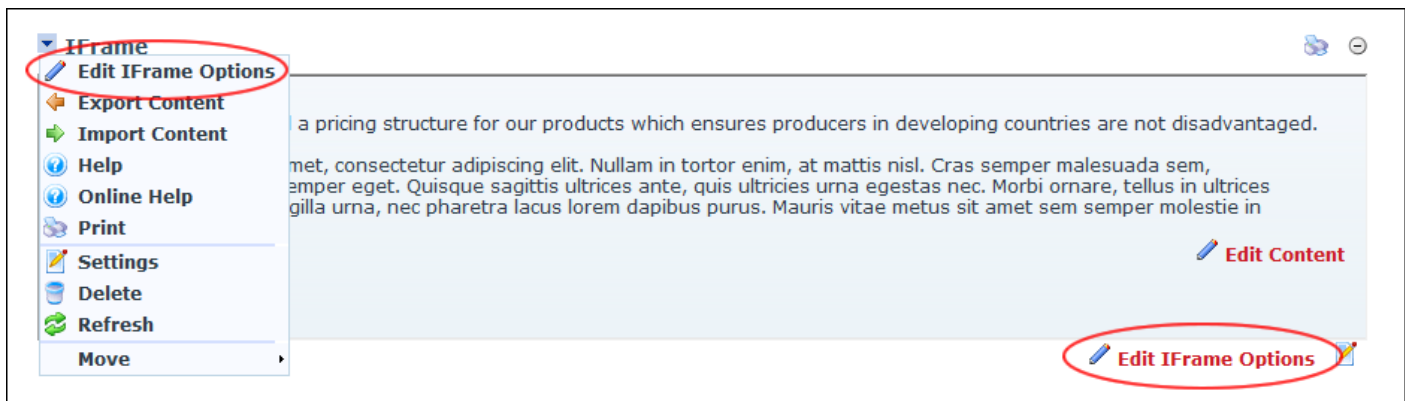 IFrame
Edit IFrame Options
Export Content
Import Content
Help
Online Help
Print
Settings
Delete
Refresh
Move
a pricing structure for our products which ensures producers in developing countries are not disadvantaged.
met, consectetur adipiscing elit. Nullam in tortor enim, at mattis nisl. Cras semper malesuada sem,
emper eget. Quisque sagittis ultrices ante, quis ultricies urna egestas nec. Morbi ornare, tellus in ultrices
gilla urna, nec pharetra lacus lorem dapibus purus. Mauris vitae metus sit amet sem semper molestie in
Edit Content
Edit IFrame Options